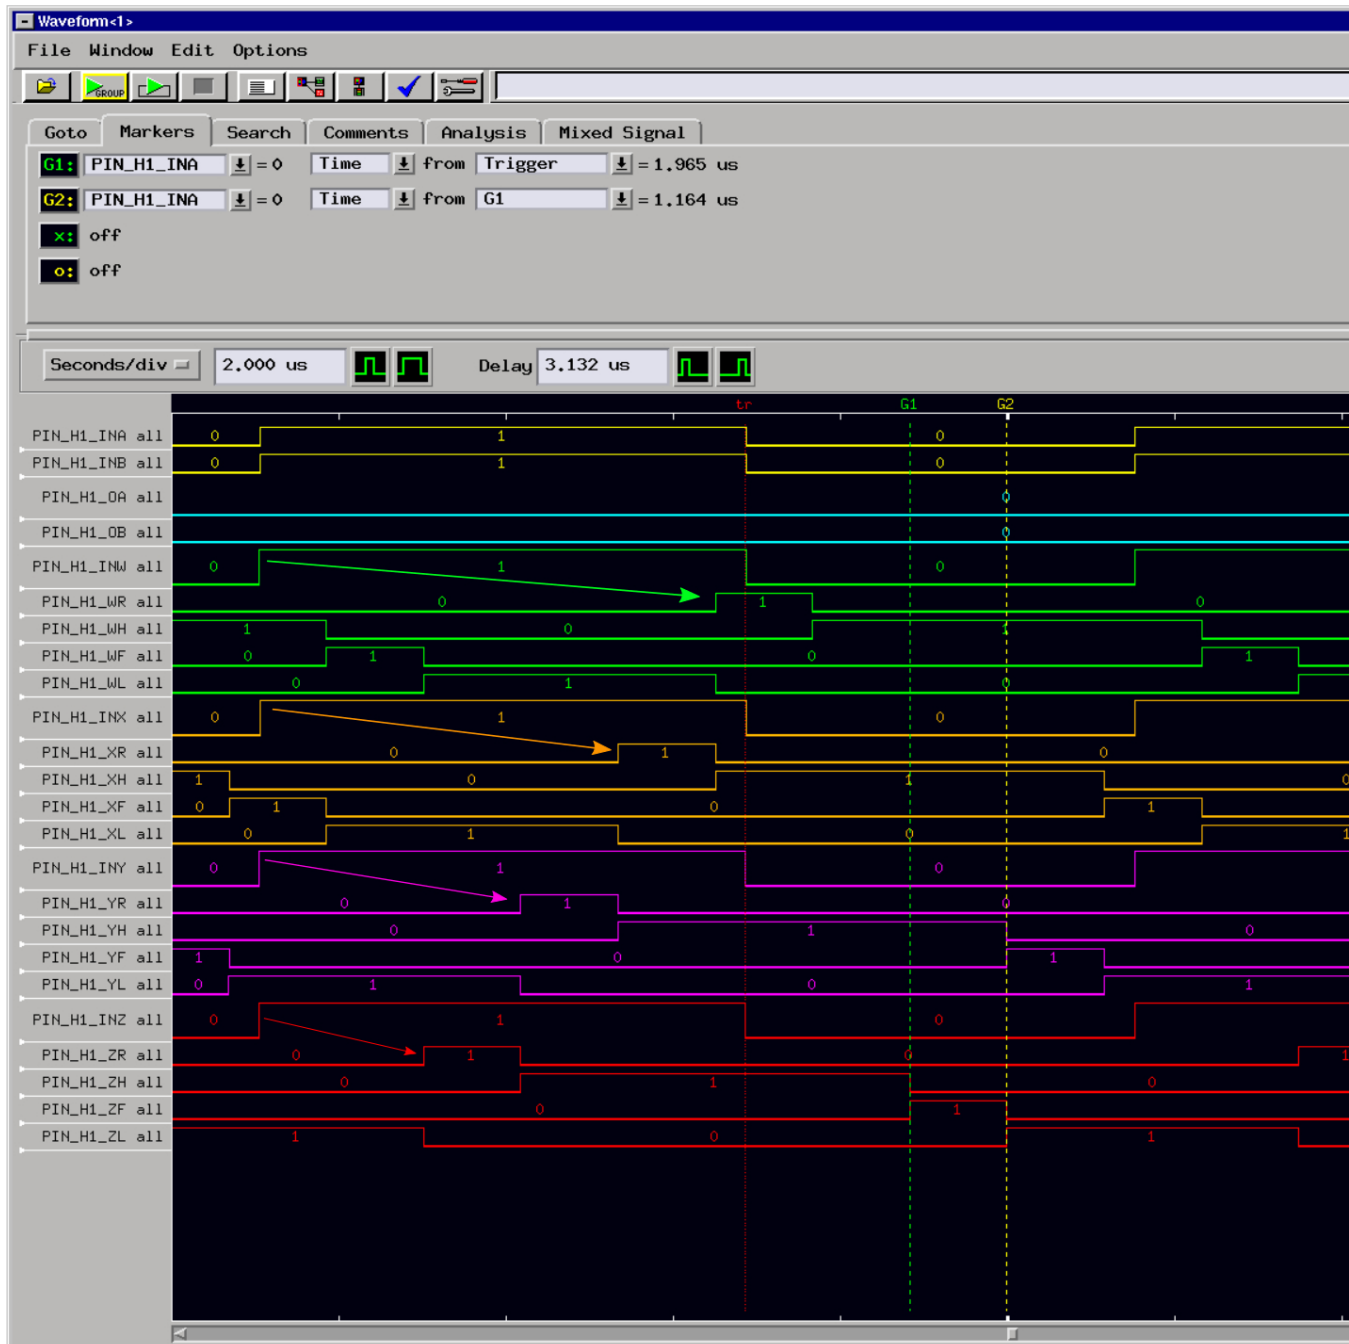 Waveform<1>
File Window Edit Options
GROUP
Goto Markers Search Comments Analysis Mixed Signal
G1: PIN_H1_INA = 0 Time from Trigger = 1.965 us
G2: PIN_H1_INA = 0 Time from G1 = 1.164 us
x: off
o: off
Seconds/div 2.000 us Delay 3.132 us
tr G1 G2
PIN_H1_INA all 0 1 0
PIN_H1_INB all 0 1 0
PIN_H1_OA all 0
PIN_H1_OB all 0
PIN_H1_INW all 0 1 0
PIN_H1_WR all 0 1 0
PIN_H1_WH all 1 0 1
PIN_H1_WF all 0 1 0 1
PIN_H1_WL all 0 1 0
PIN_H1_INX all 0 1 0
PIN_H1_XR all 0 1 0
PIN_H1_XH all 1 0 1 0
PIN_H1_XF all 0 1 0 1
PIN_H1_XL all 0 1 0 1
PIN_H1_INY all 0 1 0
PIN_H1_YR all 0 1 0
PIN_H1_YH all 0 1 0
PIN_H1_YF all 1 0 1
PIN_H1_YL all 0 1 0 1
PIN_H1_INZ all 0 1 0
PIN_H1_ZR all 0 1 0 1
PIN_H1_ZH all 0 1 0
PIN_H1_ZF all 0 1
PIN_H1_ZL all 1 0 1